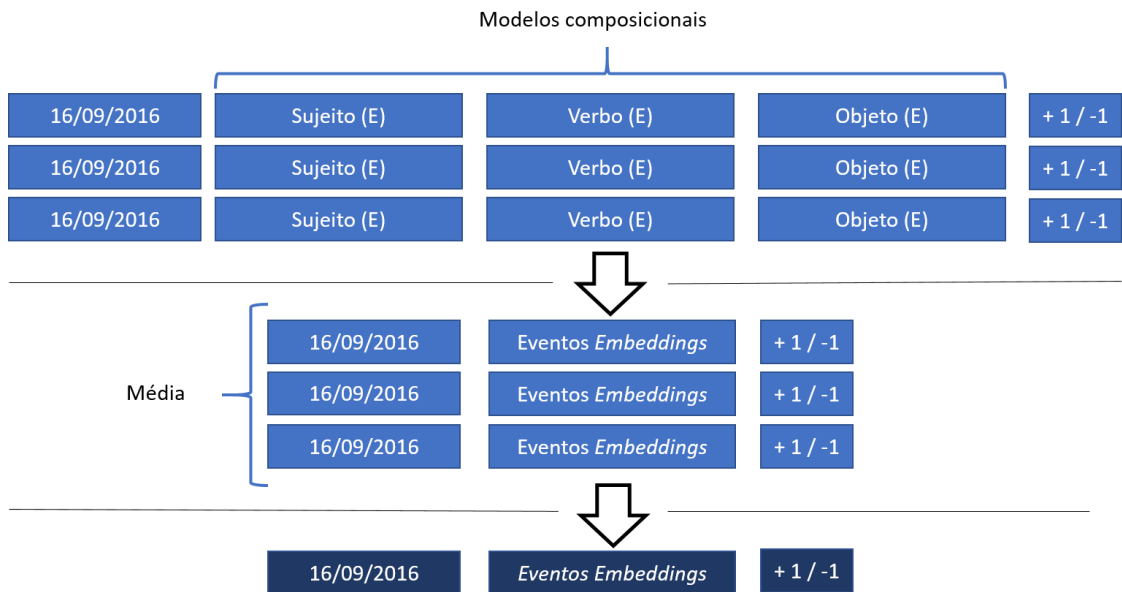 Modelos composicionais
16/09/2016 Sujeito (E) Verbo (E) Objeto (E) + 1 / -1
16/09/2016 Sujeito (E) Verbo (E) Objeto (E) + 1 / -1
16/09/2016 Sujeito (E) Verbo (E) Objeto (E) + 1 / -1
16/09/2016 Eventos Embeddings + 1 / -1
Média 16/09/2016 Eventos Embeddings + 1 / -1
16/09/2016 Eventos Embeddings + 1 / -1
16/09/2016 Eventos Embeddings + 1 / -1